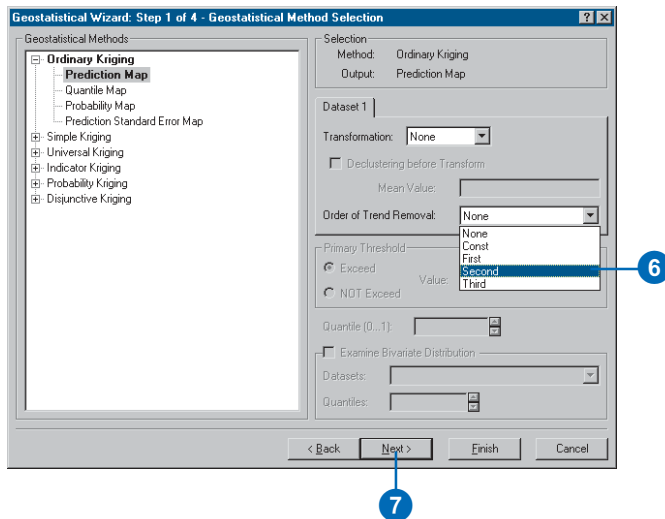 Geostatistical Wizard: Step 1 of 4 - Geostatistical Method Selection
Geostatistical Methods
Ordinary Kriging
Prediction Map
Quantile Map
Probability Map
Prediction Standard Error Map
Simple Kriging
Universal Kriging
Indicator Kriging
Probability Kriging
Disjunctive Kriging
Selection
Method: Ordinary Kriging
Output: Prediction Map
Dataset 1
Transformation: None
Declustering before Transform
Mean Value:
Order of Trend Removal: None
None
Const
First
Second
Third
6
Primary Threshold
Exceed
Value:
NOT Exceed
Quantile (0...1):
Examine Bivariate Distribution
Datasets:
Quantiles:
< Back
Next >
Finish
Cancel
7